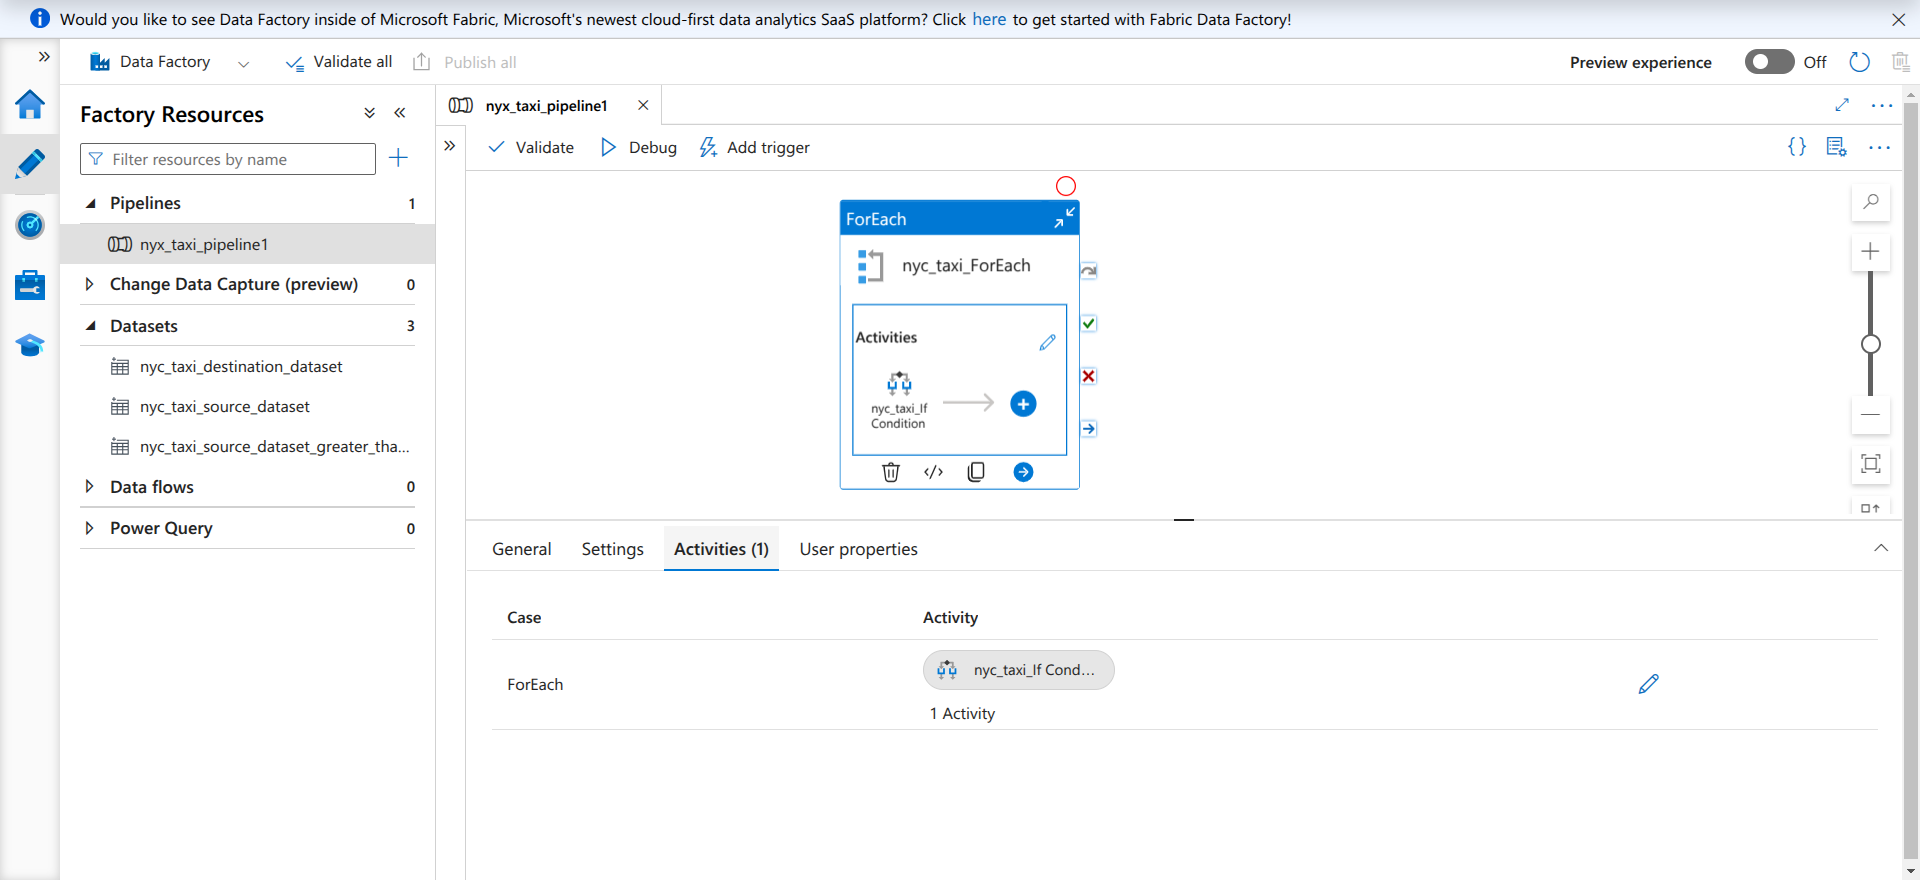 Would you like to see Data Factory inside of Microsoft Fabric, Microsoft's newest cloud-first data analytics SaaS platform? Click here to get started with Fabric Data Factory!
Data Factory
Validate all
Publish all
Preview experience
Off
Factory Resources
Filter resources by name
Pipelines 1
nyx_taxi_pipeline1
Change Data Capture (preview) 0
Datasets 3
nyc_taxi_destination_dataset
nyc_taxi_source_dataset
nyc_taxi_source_dataset_greater_tha...
Data flows 0
Power Query 0
nyx_taxi_pipeline1
Validate
Debug
Add trigger
ForEach
nyc_taxi_ForEach
Activities
nyc_taxi_If
Condition
General
Settings
Activities (1)
User properties
Case
Activity
ForEach
nyc_taxi_If Cond...
1 Activity